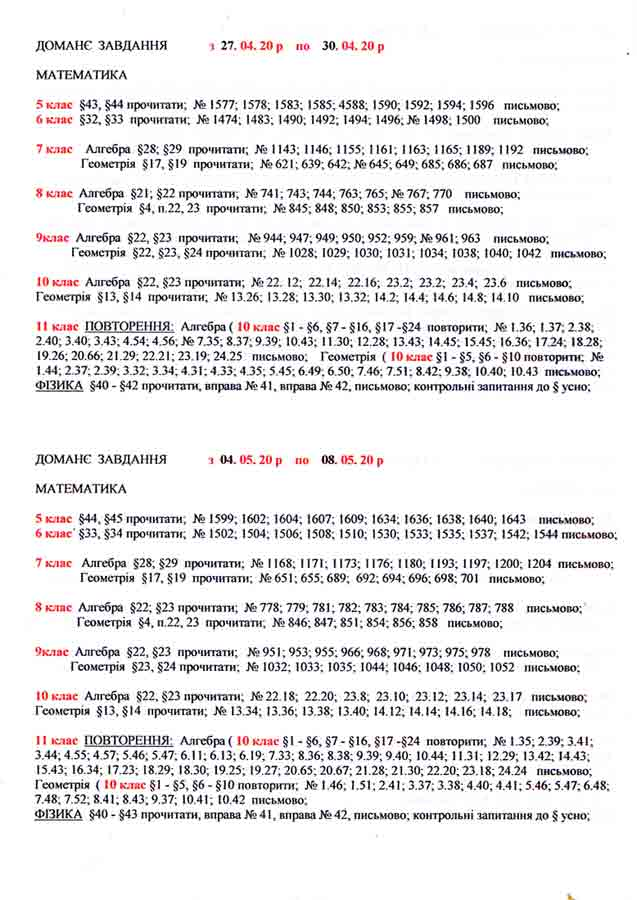 ДОМАНЄ ЗАВДАННЯ з 27. 04. 20 р по 30. 04. 20 р
МАТЕМАТИКА
5 клас §43, §44 прочитати; № 1577; 1578; 1583; 1585; 4588; 1590; 1592; 1594; 1596 письмово;
6 клас §32, §33 прочитати; № 1474; 1483; 1490; 1492; 1494; 1496; № 1498; 1500 письмово;
7 клас Алгебра §28; §29 прочитати; № 1143; 1146; 1155; 1161; 1163; 1165; 1189; 1192 письмово;
Геометрія §17, §19 прочитати; № 621; 639; 642; № 645; 649; 685; 686; 687 письмово;
8 клас Алгебра §21; §22 прочитати; № 741; 743; 744; 763; 765; № 767; 770 письмово;
Геометрія §4, п.22, 23 прочитати; № 845; 848; 850; 853; 855; 857 письмово;
9клас Алгебра §22, §23 прочитати; № 944; 947; 949; 950; 952; 959; № 961; 963 письмово;
Геометрія §22, §23, §24 прочитати; № 1028; 1029; 1030; 1031; 1034; 1038; 1040; 1042 письмово;
10 клас Алгебра §22, §23 прочитати; № 22. 12; 22.14; 22.16; 23.2; 23.2; 23.4; 23.6 письмово;
Геометрія §13, §14 прочитати; № 13.26; 13.28; 13.30; 13.32; 14.2; 14.4; 14.6; 14.8; 14.10 письмово;
11 клас ПОВТОРЕННЯ: Алгебра ( 10 клас §1 - §6, §7 - §16, §17 -§24 повторити; № 1.36; 1.37; 2.38;
2.40; 3.40; 3.43; 4.54; 4.56; № 7.35; 8.37; 9.39; 10.43; 11.30; 12.28; 13.43; 14.45; 15.45; 16.36; 17.24; 18.28;
19.26; 20.66; 21.29; 22.21; 23.19; 24.25 письмово; Геометрія ( 10 клас §1 - §5, §6 - §10 повторити; №
1.44; 2.37; 2.39; 3.32; 3.34; 4.31; 4.33; 4.35; 5.45; 6.49; 6.50; 7.46; 7.51; 8.42; 9.38; 10.40; 10.43 письмово;
ФІЗИКА §40 - §42 прочитати, вправа № 41, вправа № 42, письмово; контрольні запитання до § усно;
ДОМАНЄ ЗАВДАННЯ з 04. 05. 20 р по 08. 05. 20 р
МАТЕМАТИКА
5 клас §44, §45 прочитати; № 1599; 1602; 1604; 1607; 1609; 1634; 1636; 1638; 1640; 1643 письмово;
6 клас §33, §34 прочитати; № 1502; 1504; 1506; 1508; 1510; 1530; 1533; 1535; 1537; 1542; 1544 письмово;
7 клас Алгебра §28; §29 прочитати; № 1168; 1171; 1173; 1176; 1180; 1193; 1197; 1200; 1204 письмово;
Геометрія §17, §19 прочитати; № 651; 655; 689; 692; 694; 696; 698; 701 письмово;
8 клас Алгебра §22; §23 прочитати; № 778; 779; 781; 782; 783; 784; 785; 786; 787; 788 письмово;
Геометрія §4, п.22, 23 прочитати; № 846; 847; 851; 854; 856; 858 письмово;
9клас Алгебра §22, §23 прочитати; № 951; 953; 955; 966; 968; 971; 973; 975; 978 письмово;
Геометрія §23, §24 прочитати; № 1032; 1033; 1035; 1044; 1046; 1048; 1050; 1052 письмово;
10 клас Алгебра §22, §23 прочитати; № 22.18; 22.20; 23.8; 23.10; 23.12; 23.14; 23.17 письмово;
Геометрія §13, §14 прочитати; № 13.34; 13.36; 13.38; 13.40; 14.12; 14.14; 14.16; 14.18; письмово;
11 клас ПОВТОРЕННЯ: Алгебра ( 10 клас §1 - §6, §7 - §16, §17 -§24 повторити; № 1.35; 2.39; 3.41;
3.44; 4.55; 4.57; 5.46; 5.47; 6.11; 6.13; 6.19; 7.33; 8.36; 8.38; 9.39; 9.40; 10.44; 11.31; 12.29; 13.42; 14.43;
15.43; 16.34; 17.23; 18.29; 18.30; 19.25; 19.27; 20.65; 20.67; 21.28; 21.30; 22.20; 23.18; 24.24 письмово;
Геометрія ( 10 клас §1 - §5, §6 - §10 повторити; № 1.46; 1.51; 2.41; 3.37; 3.38; 4.40; 4.41; 5.46; 5.47; 6.48;
7.48; 7.52; 8.41; 8.43; 9.37; 10.41; 10.42 письмово;
ФІЗИКА §40 - §43 прочитати, вправа № 41, вправа № 42, письмово; контрольні запитання до § усно;